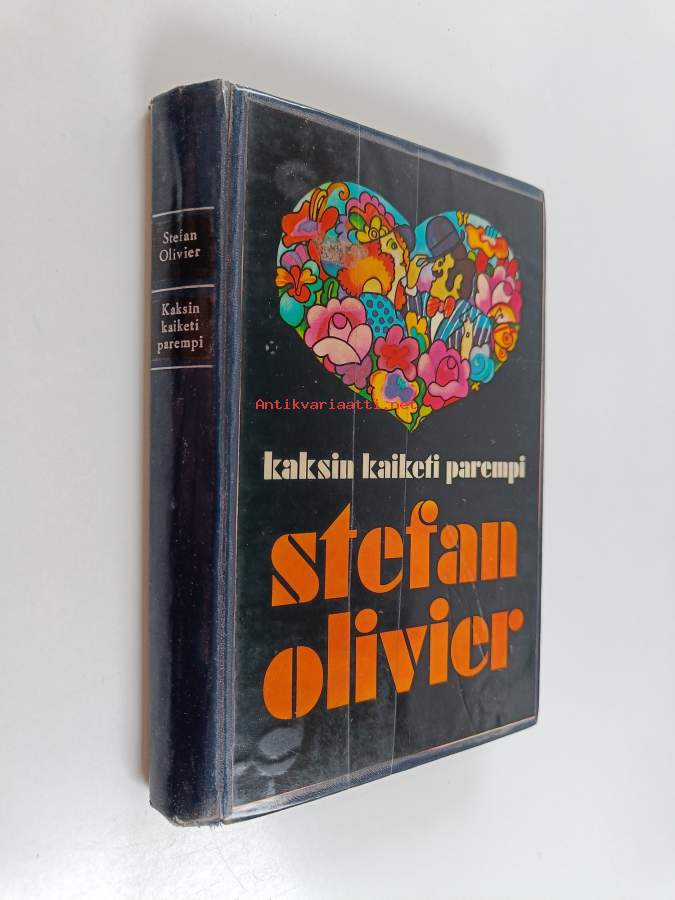 Stefan
Olivier
Kaksin
kaiketi
parempi
Antikvariaatti.net
kaksin kaiketi parempi
stefan
olivier